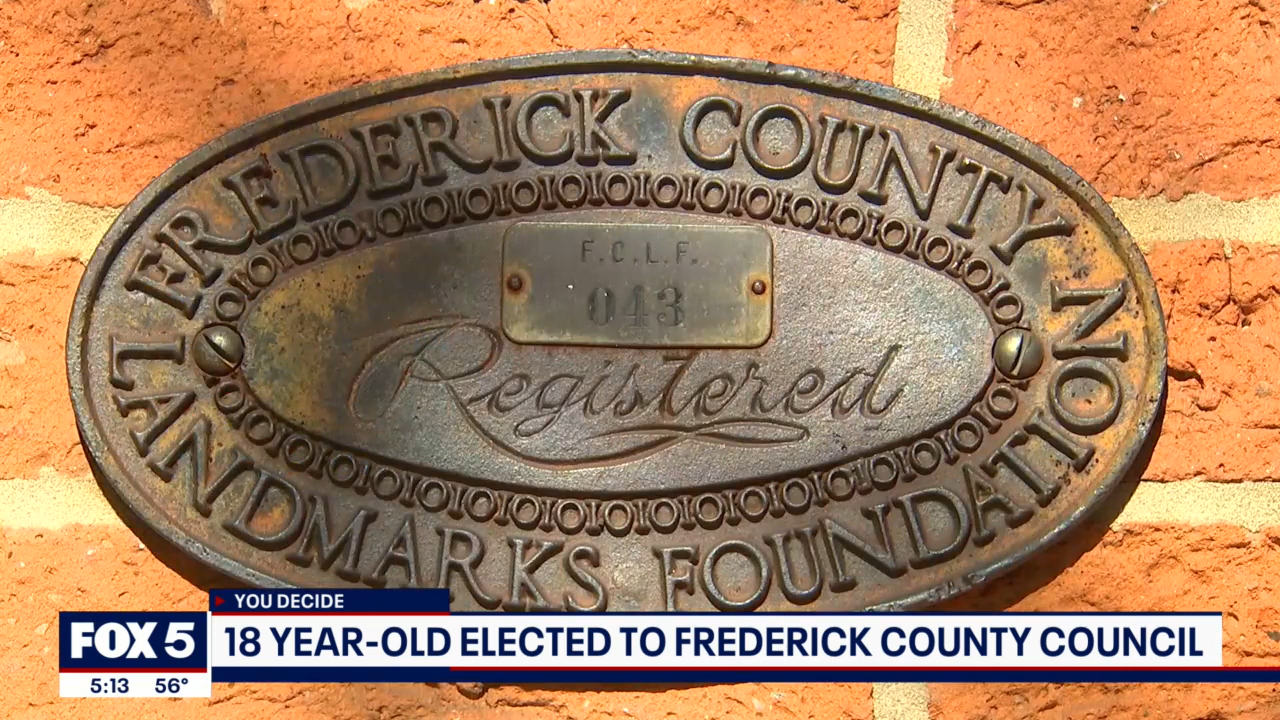 FREDERICK COUNTY
F.C.L.F.
043
Registered
LANDMARKS FOUNDATION
YOU DECIDE
FOX 5
18 YEAR-OLD ELECTED TO FREDERICK COUNTY COUNCIL
5:13 56°